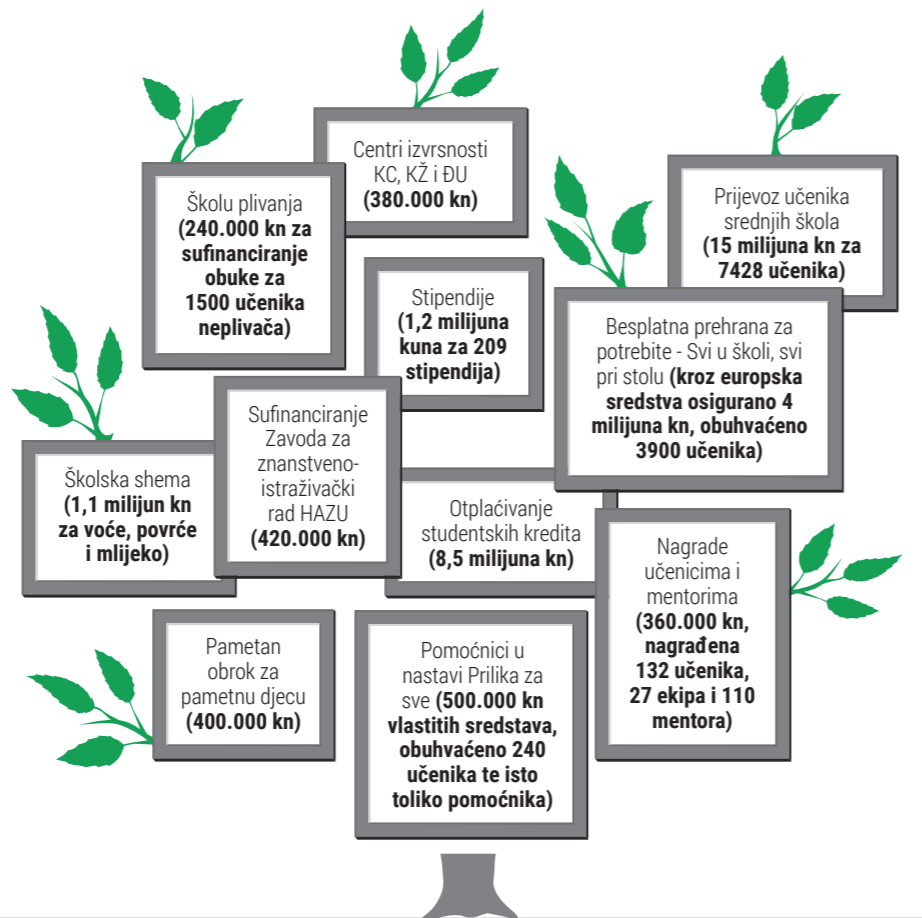 Centri izvrsnosti
KC, KŽ i ĐU
(380.000 kn)
Školu plivanja
(240.000 kn za
sufinanciranje
obuke za
1500 učenika
neplivača)
Prijevoz učenika
srednjih škola
(15 milijuna kn za
7428 učenika)
Stipendije
(1,2 milijuna
kuna za 209
stipendija)
Besplatna prehrana za
potrebite - Svi u školi, svi
pri stolu (kroz europska
sredstva osigurano 4
milijuna kn, obuhvaćeno
3900 učenika)
Sufinanciranje
Zavoda za
znanstveno-
istraživački
rad HAZU
(420.000 kn)
Školska shema
(1,1 milijun kn
za voće, povrće
i mlijeko)
Otplaćivanje
studentskih kredita
(8,5 milijuna kn)
Nagrade
učenicima i
mentorima
(360.000 kn,
nagrađena
132 učenika,
27 ekipa i 110
mentora)
Pametan
obrok za
pametnu djecu
(400.000 kn)
Pomoćnici u
nastavi Prilika za
sve (500.000 kn
vlastitih sredstava,
obuhvaćeno 240
učenika te isto
toliko pomoćnika)